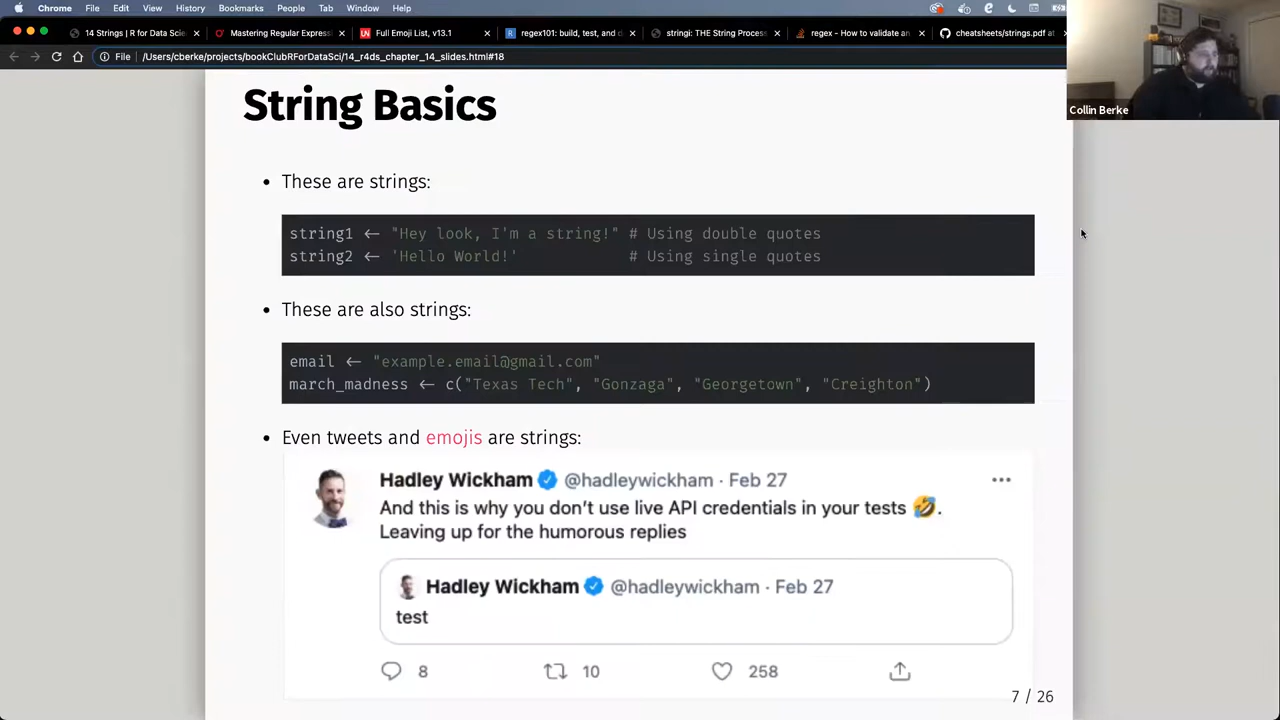 Chrome File Edit View History Bookmarks People Tab Window Help
14 Strings | R for Data Scie
Mastering Regular Expressi
Full Emoji List, v13.1
regex101: build, test, and d
stringi: THE String Process
regex - How to validate an
cheatsheets/strings.pdf at
File /Users/cberke/projects/bookClubRForDataSci/14_r4ds_chapter_14_slides.html#18
Collin Berke
String Basics
• These are strings:
string1 ← "Hey look, I'm a string!" # Using double quotes
string2 ← 'Hello World!' # Using single quotes
• These are also strings:
email ← "example.email@gmail.com"
march_madness ← c("Texas Tech", "Gonzaga", "Georgetown", "Creighton")
• Even tweets and emojis are strings:
Hadley Wickham @hadleywickham · Feb 27
And this is why you don't use live API credentials in your tests 🤣.
Leaving up for the humorous replies
Hadley Wickham @hadleywickham · Feb 27
test
8 10 258
7 / 26